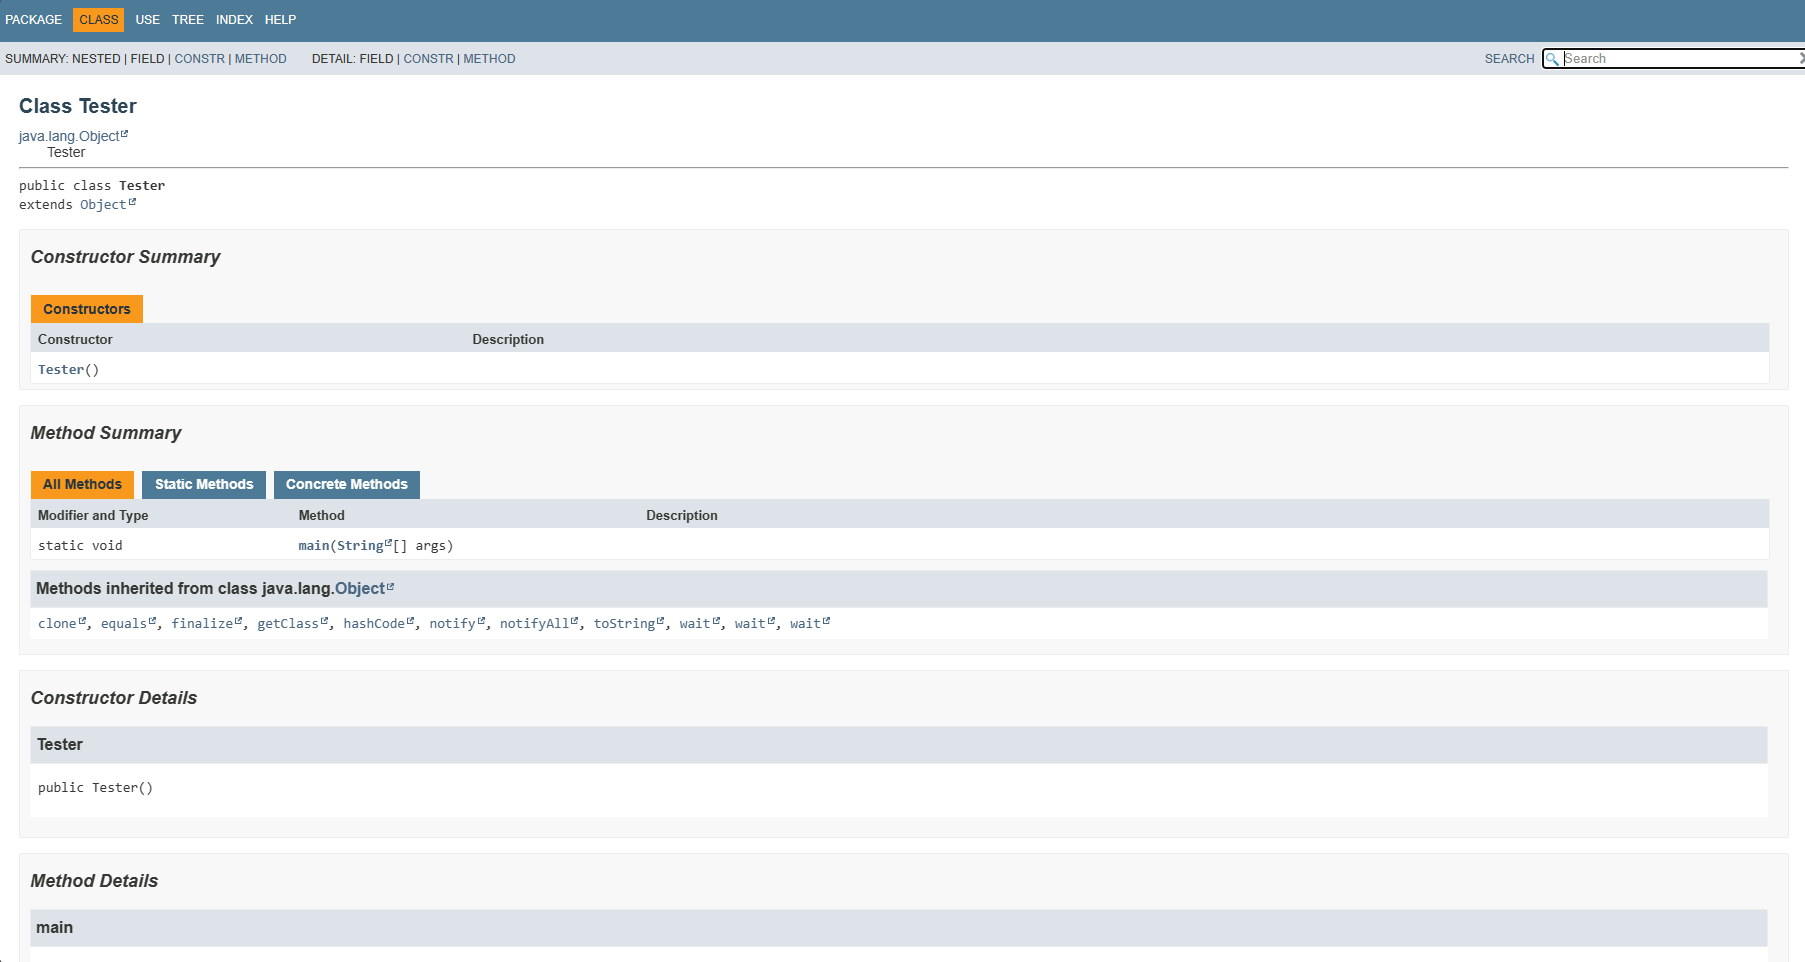 PACKAGE CLASS USE TREE INDEX HELP
SUMMARY: NESTED | FIELD | CONSTR | METHOD DETAIL: FIELD | CONSTR | METHOD SEARCH Search
Class Tester
java.lang.Object
Tester
public class Tester
extends Object
Constructor Summary
Constructors
Constructor Description
Tester()
Method Summary
All Methods Static Methods Concrete Methods
Modifier and Type Method Description
static void main(String[] args)
Methods inherited from class java.lang.Object
clone, equals, finalize, getClass, hashCode, notify, notifyAll, toString, wait, wait, wait
Constructor Details
Tester
public Tester()
Method Details
main